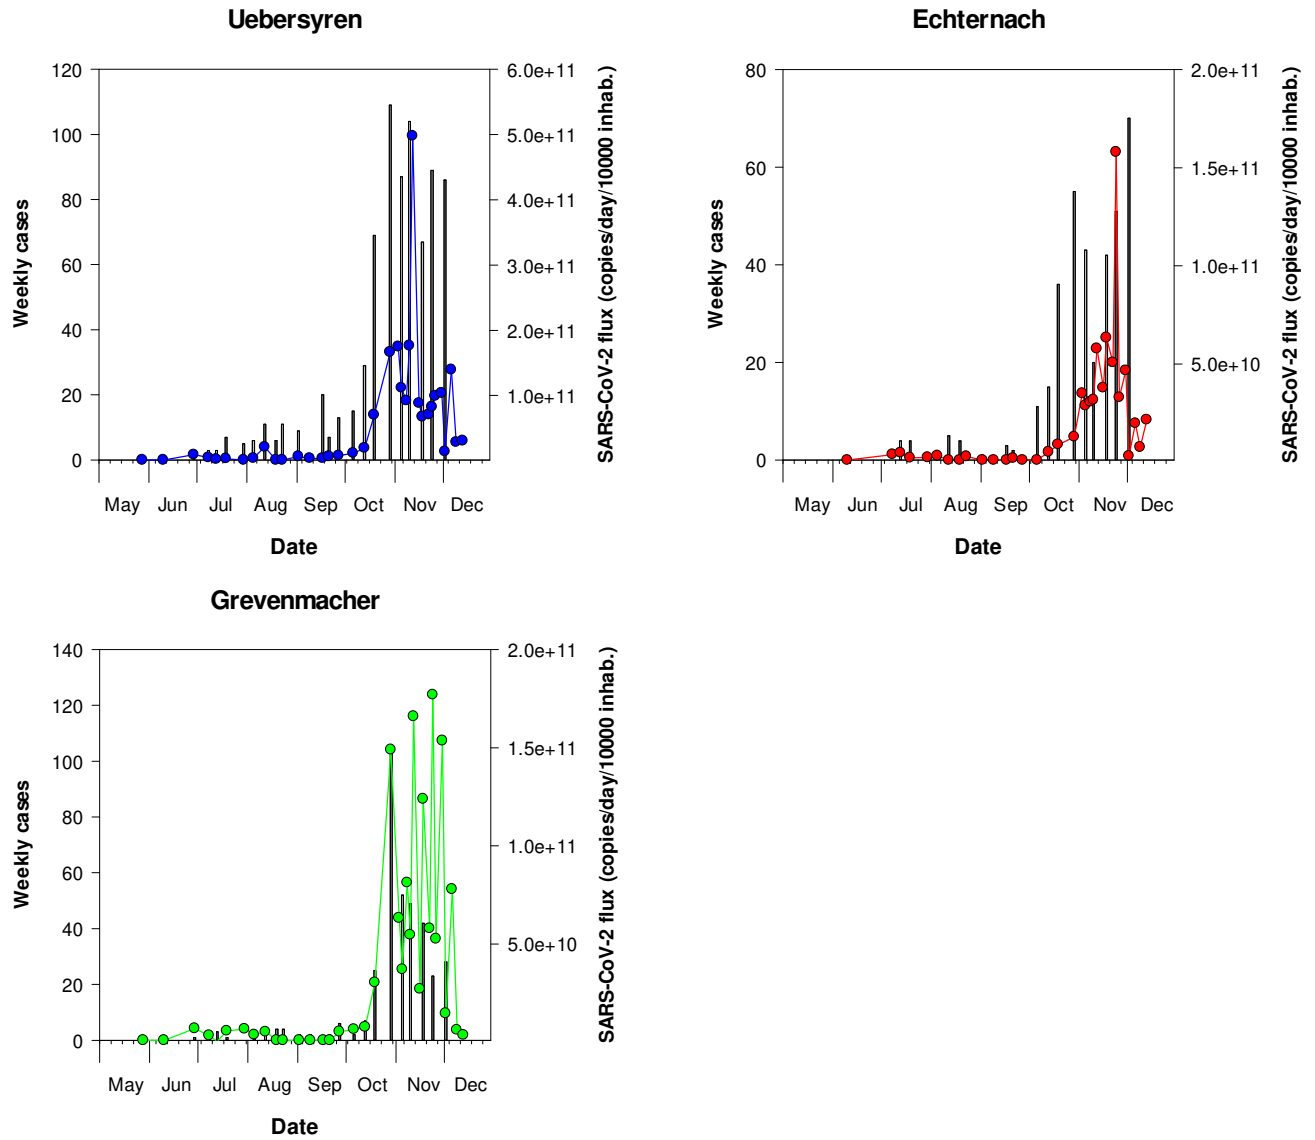 Uebersyren
120
100
80
60
40
20
0
Weekly cases
6.0e+11
5.0e+11
4.0e+11
3.0e+11
2.0e+11
1.0e+11
SARS-CoV-2 flux (copies/day/10000 inhab.)
May Jun Jul Aug Sep Oct Nov Dec
Date
Echternach
80
60
40
20
0
Weekly cases
2.0e+11
1.5e+11
1.0e+11
5.0e+10
SARS-CoV-2 flux (copies/day/10000 inhab.)
May Jun Jul Aug Sep Oct Nov Dec
Date
Grevenmacher
140
120
100
80
60
40
20
0
Weekly cases
2.0e+11
1.5e+11
1.0e+11
5.0e+10
SARS-CoV-2 flux (copies/day/10000 inhab.)
May Jun Jul Aug Sep Oct Nov Dec
Date